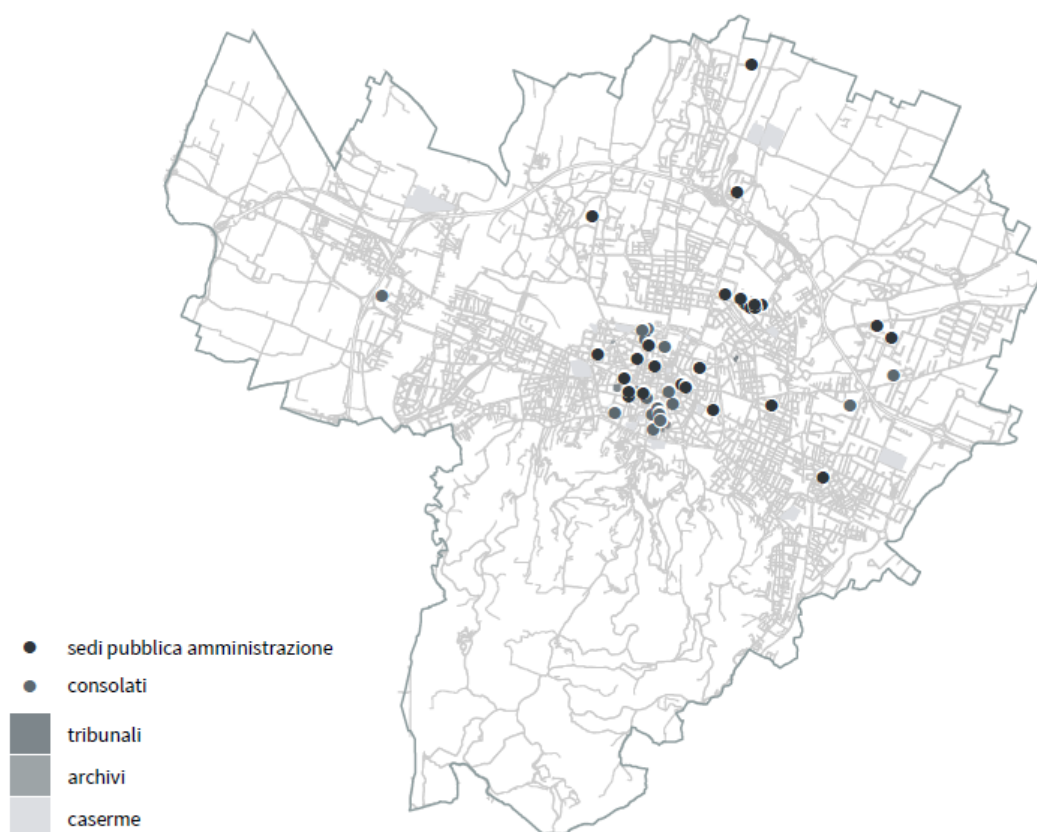 sedi pubblica amministrazione
consolati
tribunali
archivi
caserme